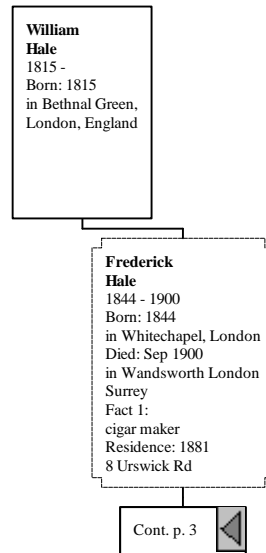 William
Hale
1815 -
Born: 1815
in Bethnal Green,
London, England
Frederick
Hale
1844 - 1900
Born: 1844
in Whitechapel, London
Died: Sep 1900
in Wandsworth London
Surrey
Fact 1:
cigar maker
Residence: 1881
8 Urswick Rd
Cont. p. 3